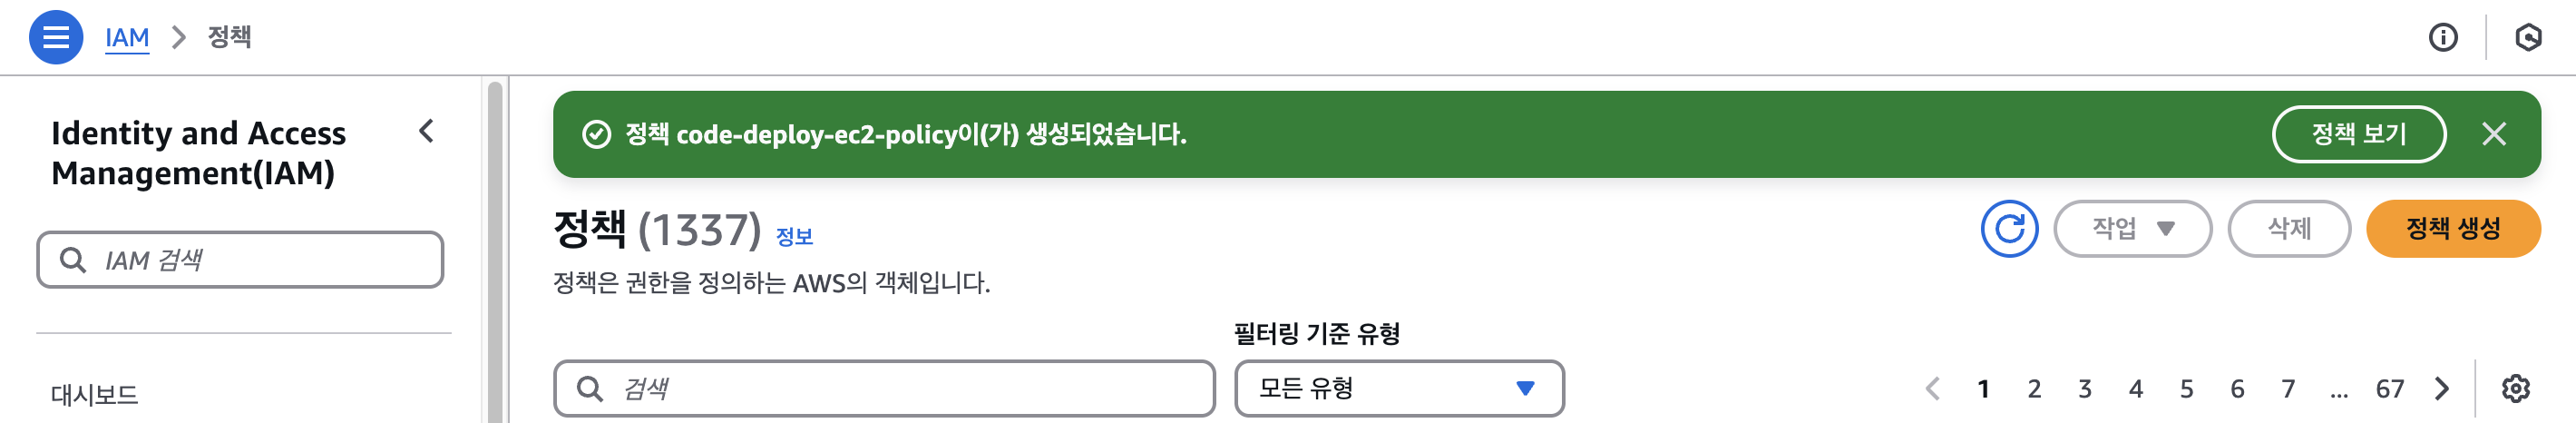 IAM > 정책
Identity and Access
Management(IAM)
IAM 검색
대시보드
정책 code-deploy-ec2-policy이(가) 생성되었습니다.
정책 보기
정책 (1337) 정보
작업
삭제
정책 생성
정책은 권한을 정의하는 AWS의 객체입니다.
필터링 기준 유형
검색
모든 유형
1 2 3 4 5 6 7 ... 67